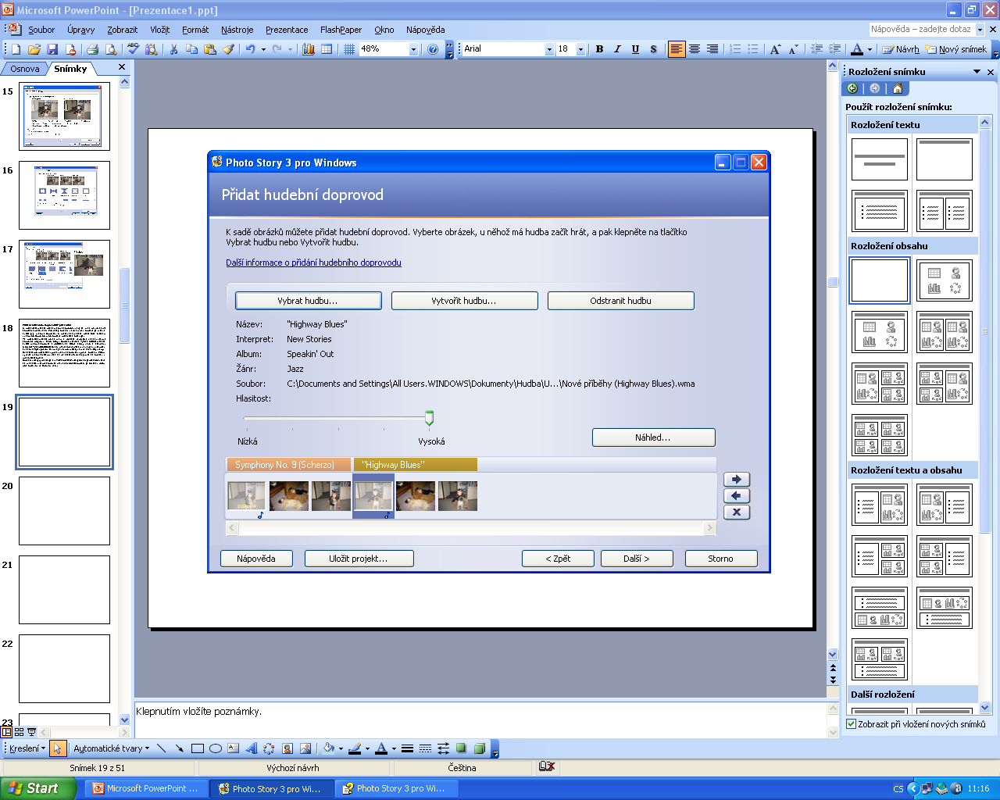 Microsoft PowerPoint - [Prezentace1.ppt]
Soubor Úpravy Zobrazit Vložit Formát Nástroje Prezentace FlashPaper Okno Nápověda
Nápověda – zadejte dotaz
48% Arial 18 B I U S A A A Návrh Nový snímek
Osnova Snímky
15
16
17
18
19
20
21
22
23
Photo Story 3 pro Windows
Přidat hudební doprovod
K sadě obrázků můžete přidat hudební doprovod. Vyberte obrázek, u něhož má hudba začít hrát, a pak klepněte na tlačítko
Vybrat hudbu nebo Vytvořit hudbu.
Další informace o přidání hudebního doprovodu
Vybrat hudbu... Vytvořit hudbu... Odstranit hudbu
Název: "Highway Blues"
Interpret: New Stories
Album: Speakin' Out
Žánr: Jazz
Soubor: C:\Documents and Settings\All Users.WINDOWS\Dokumenty\Hudba\U...\Nové příběhy (Highway Blues).wma
Hlasitost:
Nízká Vysoká
Náhled...
Symphony No. 9 (Scherzo) "Highway Blues"
Nápověda Uložit projekt... < Zpět Další > Storno
Rozložení snímku
Použít rozložení snímku:
Rozložení textu
Rozložení obsahu
Rozložení textu a obsahu
Další rozložení
Zobrazit při vložení nových snímků
Klepnutím vložíte poznámky.
Kreslení Automatické tvary
Snímek 19 z 51 Výchozí návrh Čeština
Start Microsoft PowerPoint ... Photo Story 3 pro Wi... Photo Story 3 pro Wi... CS 11:16